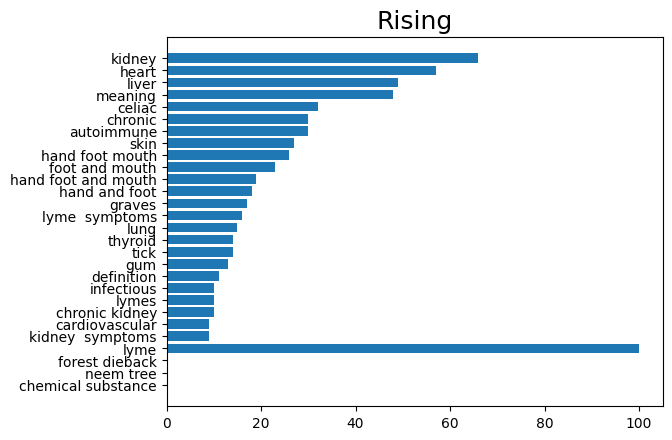 Rising
kidney
heart
liver
meaning
celiac
chronic
autoimmune
skin
hand foot mouth
foot and mouth
hand foot and mouth
hand and foot
graves
lyme  symptoms
lung
thyroid
tick
gum
definition
infectious
lymes
chronic kidney
cardiovascular
kidney  symptoms
lyme
forest dieback
neem tree
chemical substance
0 20 40 60 80 100